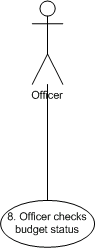 Officer
8. Officer checks
budget status